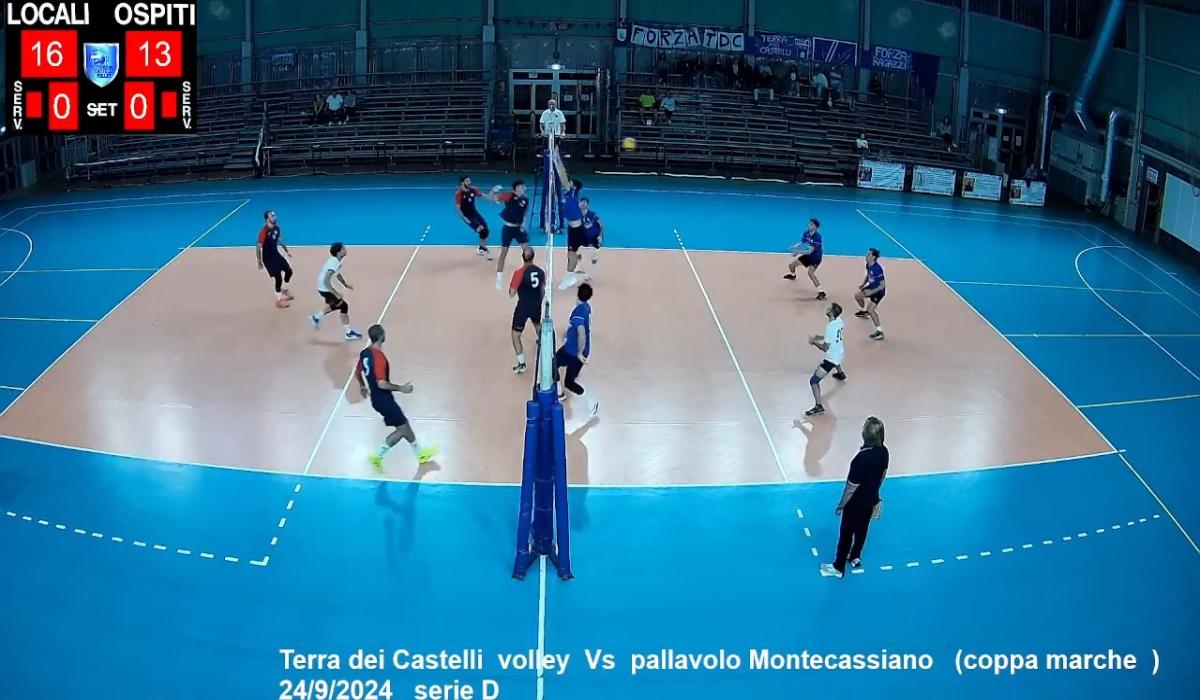 LOCALI OSPITI
16 13
SERV. 0 SET 0 SERV.
FORZA TDC
TERRA
CASTELLI
FORZA
RAGAZZI
5
5
Terra dei Castelli volley Vs pallavolo Montecassiano (coppa marche )
24/9/2024 serie D